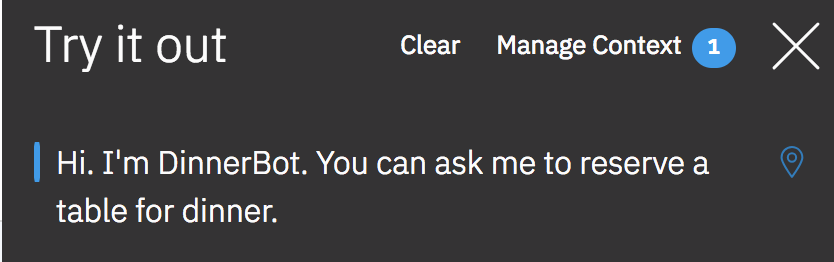 Try it out
Clear
Manage Context 1
Hi. I'm DinnerBot. You can ask me to reserve a
table for dinner.